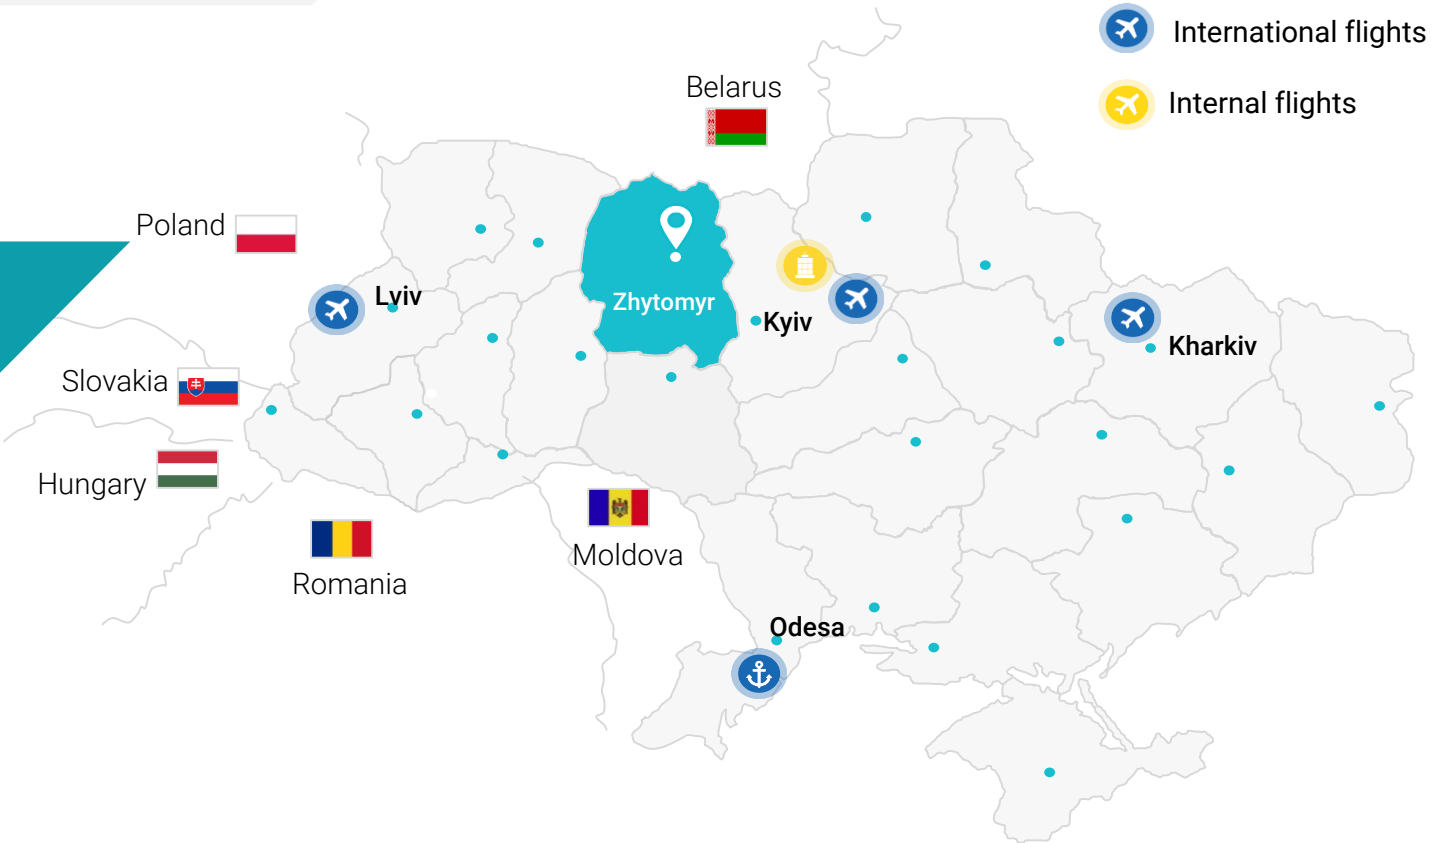 International flights
Belarus
Internal flights
Poland
Lviv
Zhytomyr
Kyiv
Kharkiv
Slovakia
Hungary
Moldova
Romania
Odesa